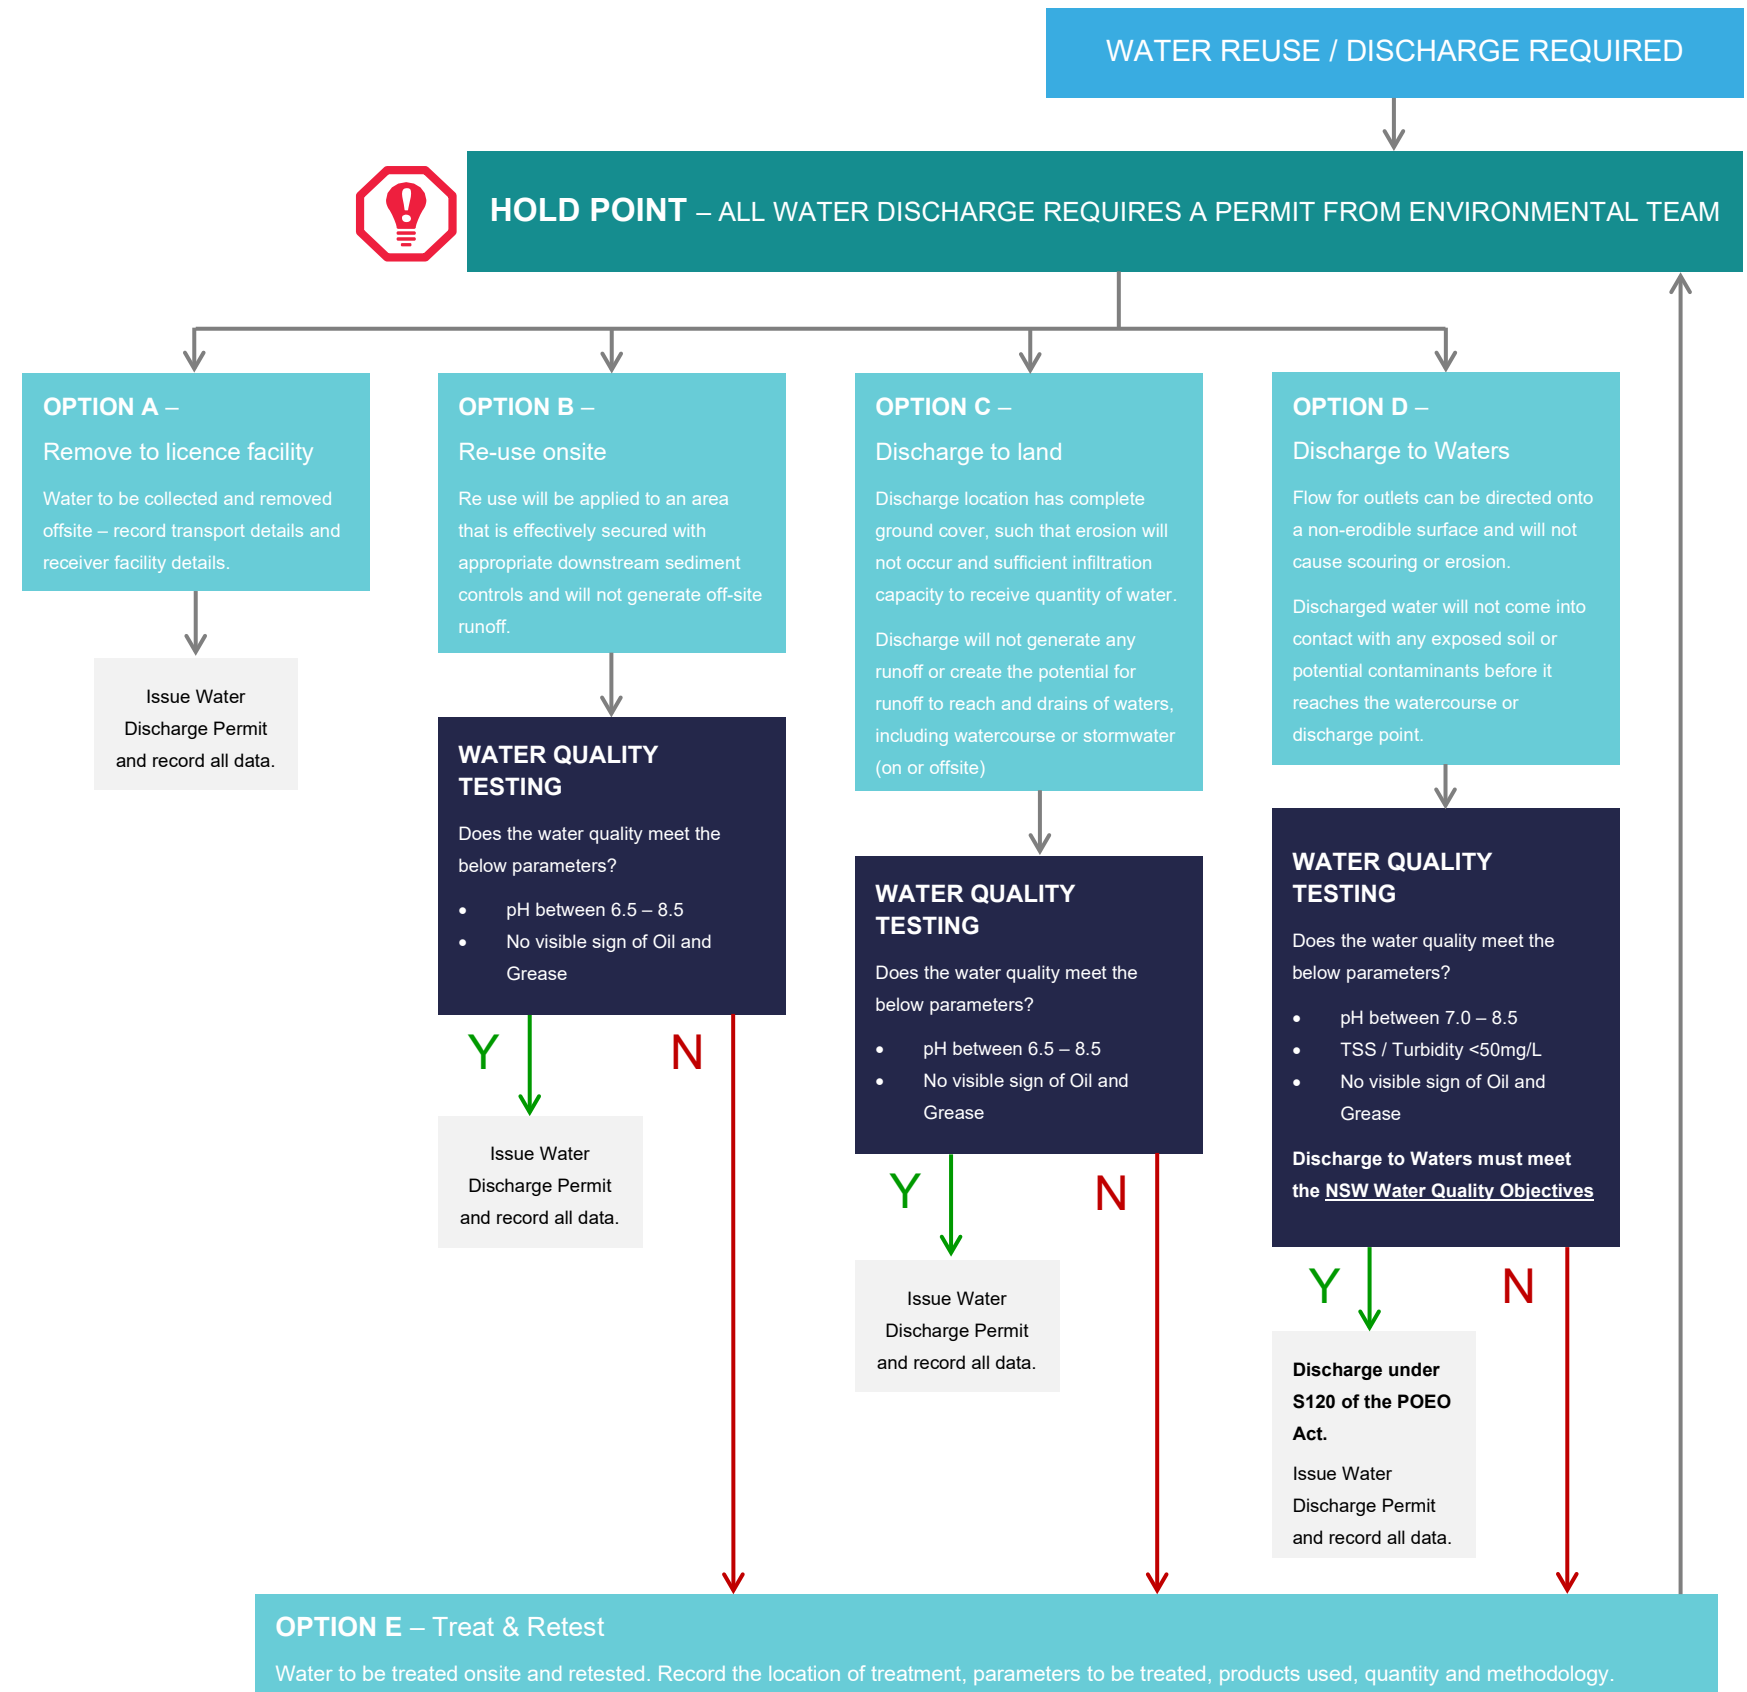 WATER REUSE / DISCHARGE REQUIRED
HOLD POINT – ALL WATER DISCHARGE REQUIRES A PERMIT FROM ENVIRONMENTAL TEAM
OPTION A –
Remove to licence facility
Water to be collected and removed
offsite – record transport details and
receiver facility details.
Issue Water
Discharge Permit
and record all data.
OPTION B –
Re-use onsite
Re use will be applied to an area
that is effectively secured with
appropriate downstream sediment
controls and will not generate off-site
runoff.
WATER QUALITY
TESTING
Does the water quality meet the
below parameters?
• pH between 6.5 – 8.5
• No visible sign of Oil and
Grease
Y
N
Issue Water
Discharge Permit
and record all data.
OPTION C –
Discharge to land
Discharge location has complete
ground cover, such that erosion will
not occur and sufficient infiltration
capacity to receive quantity of water.
Discharge will not generate any
runoff or create the potential for
runoff to reach and drains of waters,
including watercourse or stormwater
(on or offsite)
WATER QUALITY
TESTING
Does the water quality meet the
below parameters?
• pH between 6.5 – 8.5
• No visible sign of Oil and
Grease
Y
N
Issue Water
Discharge Permit
and record all data.
OPTION D –
Discharge to Waters
Flow for outlets can be directed onto
a non-erodible surface and will not
cause scouring or erosion.
Discharged water will not come into
contact with any exposed soil or
potential contaminants before it
reaches the watercourse or
discharge point.
WATER QUALITY
TESTING
Does the water quality meet the
below parameters?
• pH between 7.0 – 8.5
• TSS / Turbidity <50mg/L
• No visible sign of Oil and
Grease
Discharge to Waters must meet
the NSW Water Quality Objectives
Y
N
Discharge under
S120 of the POEO
Act.
Issue Water
Discharge Permit
and record all data.
OPTION E – Treat & Retest
Water to be treated onsite and retested. Record the location of treatment, parameters to be treated, products used, quantity and methodology.